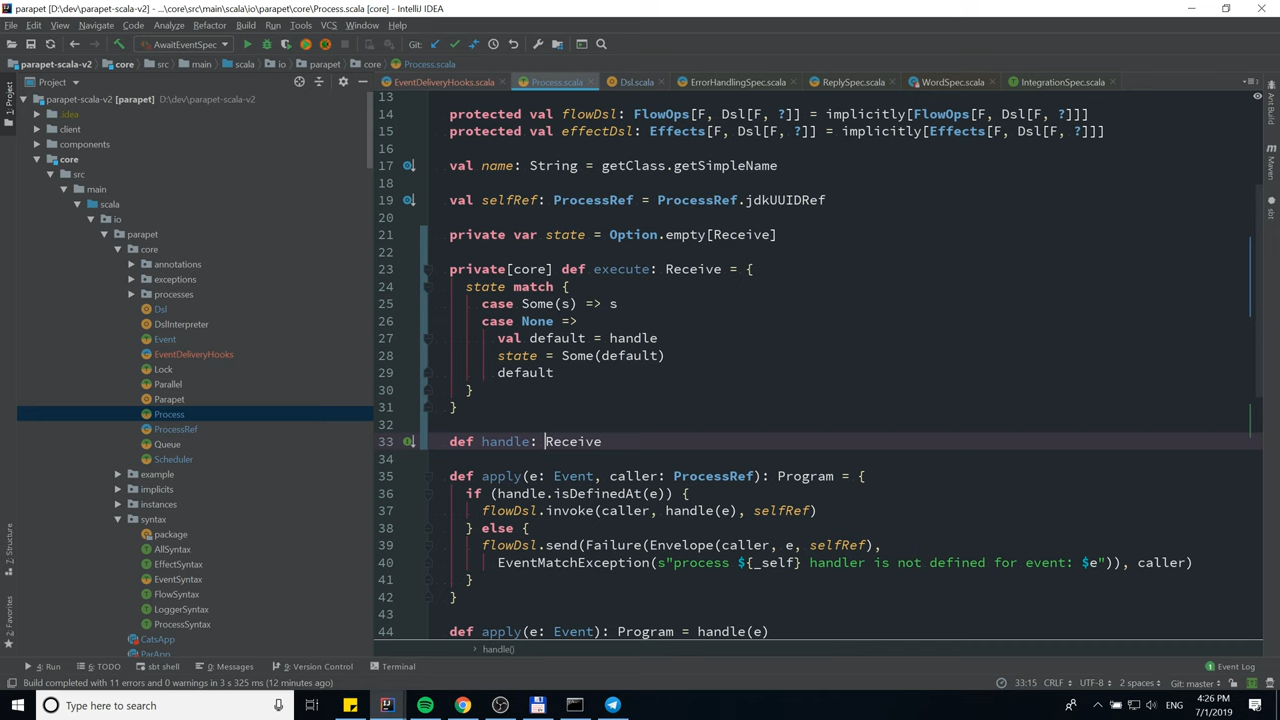 parapet [D:\dev\parapet-scala-v2] - ...\core\src\main\scala\io\parapet\core\Process.scala [core] - IntelliJ IDEA
File Edit View Navigate Code Analyze Refactor Build Run Tools VCS Window Help
AwaitEventSpec Git:
parapet-scala-v2 core src main scala io parapet core Process.scala
Project EventDeliveryHooks.scala Process.scala Dsl.scala ErrorHandlingSpec.scala ReplySpec.scala WordSpec.scala IntegrationSpec.scala
parapet-scala-v2 [parapet] D:\dev\parapet-scala-v2
.idea
client
components
core
src
main
scala
io
parapet
core
annotations
exceptions
processes
Dsl
DslInterpreter
Event
EventDeliveryHooks
Lock
Parallel
Parapet
Process
ProcessRef
Queue
Scheduler
example
implicits
instances
syntax
package
AllSyntax
EffectSyntax
EventSyntax
FlowSyntax
LoggerSyntax
ProcessSyntax
CatsApp
ParApp
1: Project
7: Structure
2: Favorites
13
14 protected val flowDsl: FlowOps[F, Dsl[F, ?]] = implicitly[FlowOps[F, Dsl[F, ?]]]
15 protected val effectDsl: Effects[F, Dsl[F, ?]] = implicitly[Effects[F, Dsl[F, ?]]]
16
17 val name: String = getClass.getSimpleName
18
19 val selfRef: ProcessRef = ProcessRef.jdkUUIDRef
20
21 private var state = Option.empty[Receive]
22
23 private[core] def execute: Receive = {
24 state match {
25 case Some(s) => s
26 case None =>
27 val default = handle
28 state = Some(default)
29 default
30 }
31 }
32
33 def handle: Receive
34
35 def apply(e: Event, caller: ProcessRef): Program = {
36 if (handle.isDefinedAt(e)) {
37 flowDsl.invoke(caller, handle(e), selfRef)
38 } else {
39 flowDsl.send(Failure(Envelope(caller, e, selfRef),
40 EventMatchException(s"process ${_self} handler is not defined for event: $e")), caller)
41 }
42 }
43
44 def apply(e: Event): Program = handle(e)
handle()
Ant Build
Maven
sbt
4: Run 6: TODO sbt shell 0: Messages 9: Version Control Terminal Event Log
Build completed with 11 errors and 0 warnings in 3 s 325 ms (12 minutes ago) 33:15 CRLF UTF-8 2 spaces Git: master
Type here to search ENG 4:26 PM
7/1/2019